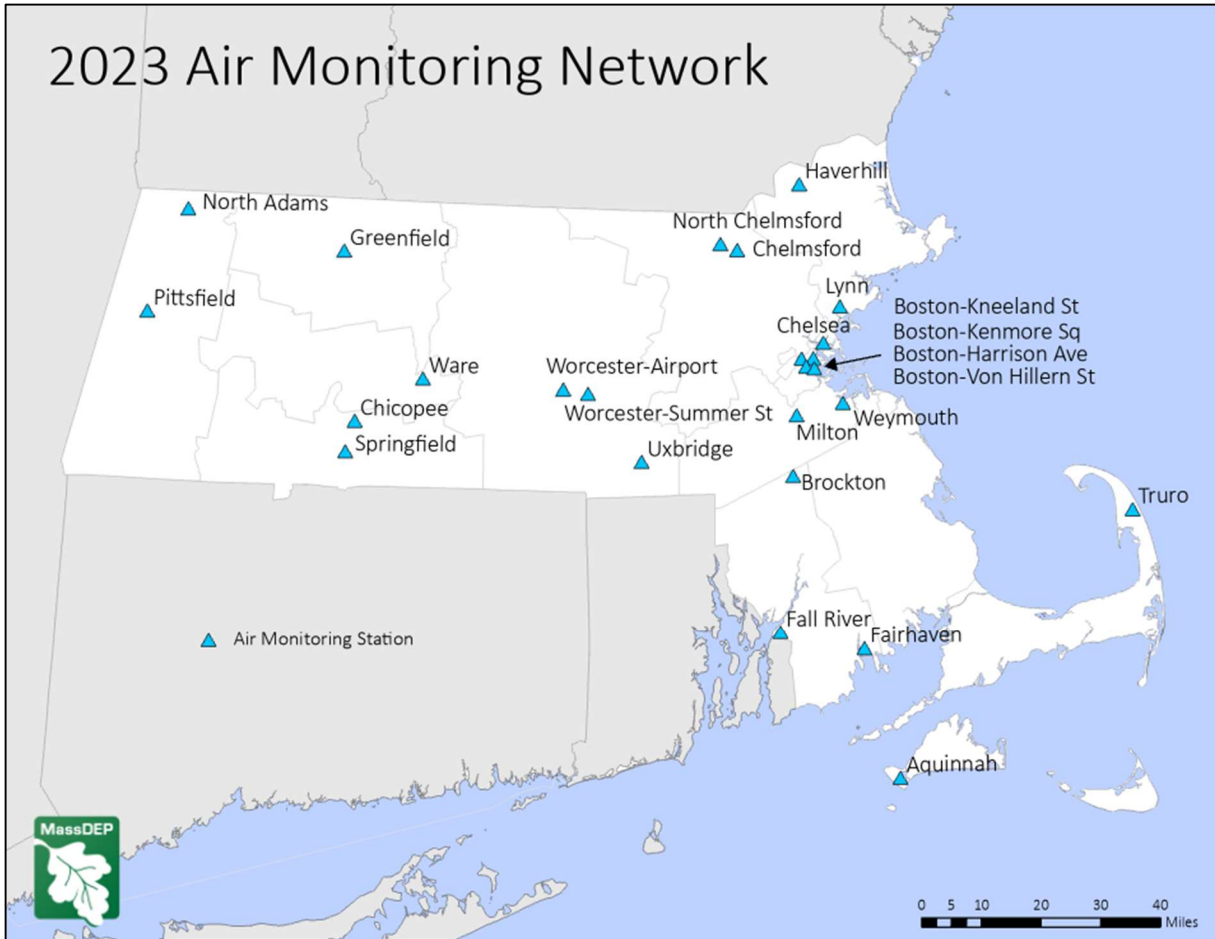 2023 Air Monitoring Network
Haverhill
North Adams
North Chelmsford
Greenfield
Chelmsford
Pittsfield
Lynn
Boston-Kneeland St
Chelsea
Boston-Kenmore Sq
Boston-Harrison Ave
Ware
Worcester-Airport
Boston-Von Hillern St
Chicopee
Worcester-Summer St
Weymouth
Milton
Springfield
Uxbridge
Brockton
Truro
Fall River
Fairhaven
Air Monitoring Station
Aquinnah
MassDEP
0 5 10 20 30 40
Miles